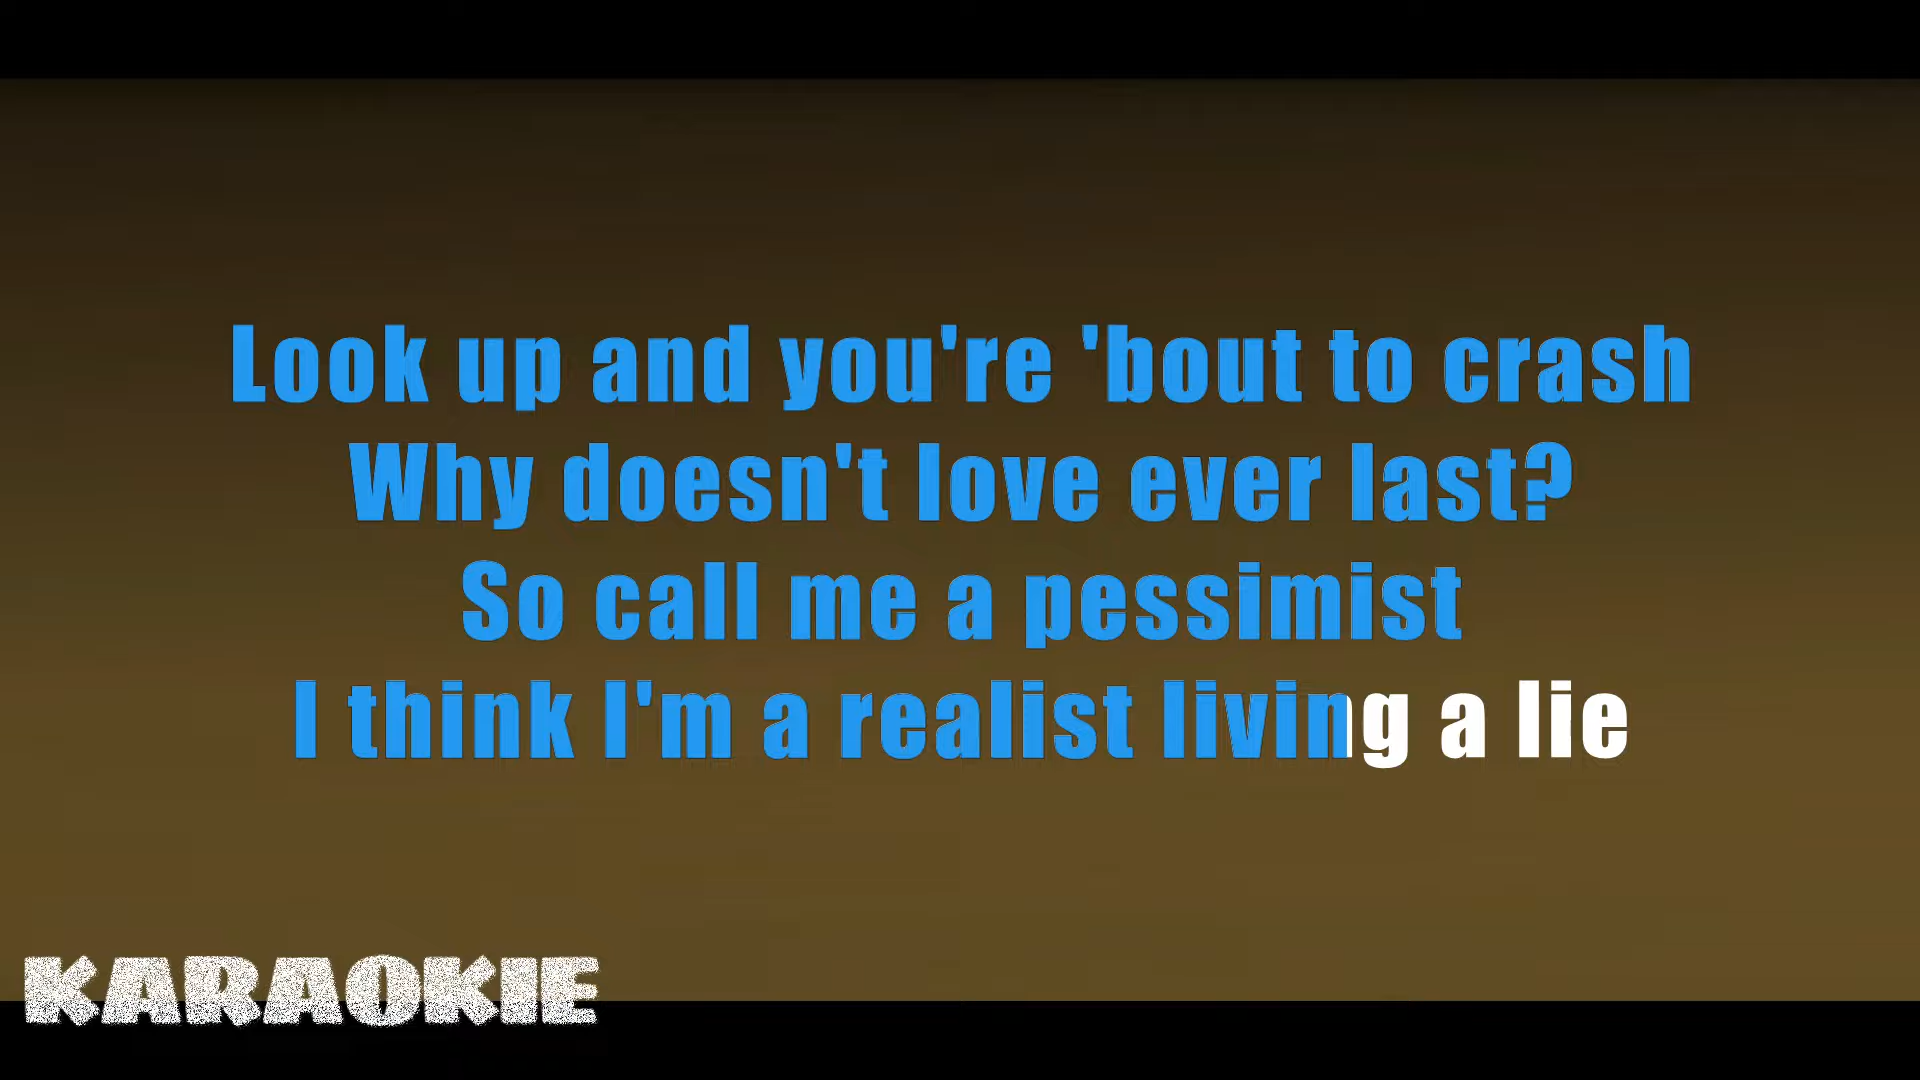 Look up and you're 'bout to crash
Why doesn't love ever last?
So call me a pessimist
I think I'm a realist living a lie
KARAOKIE